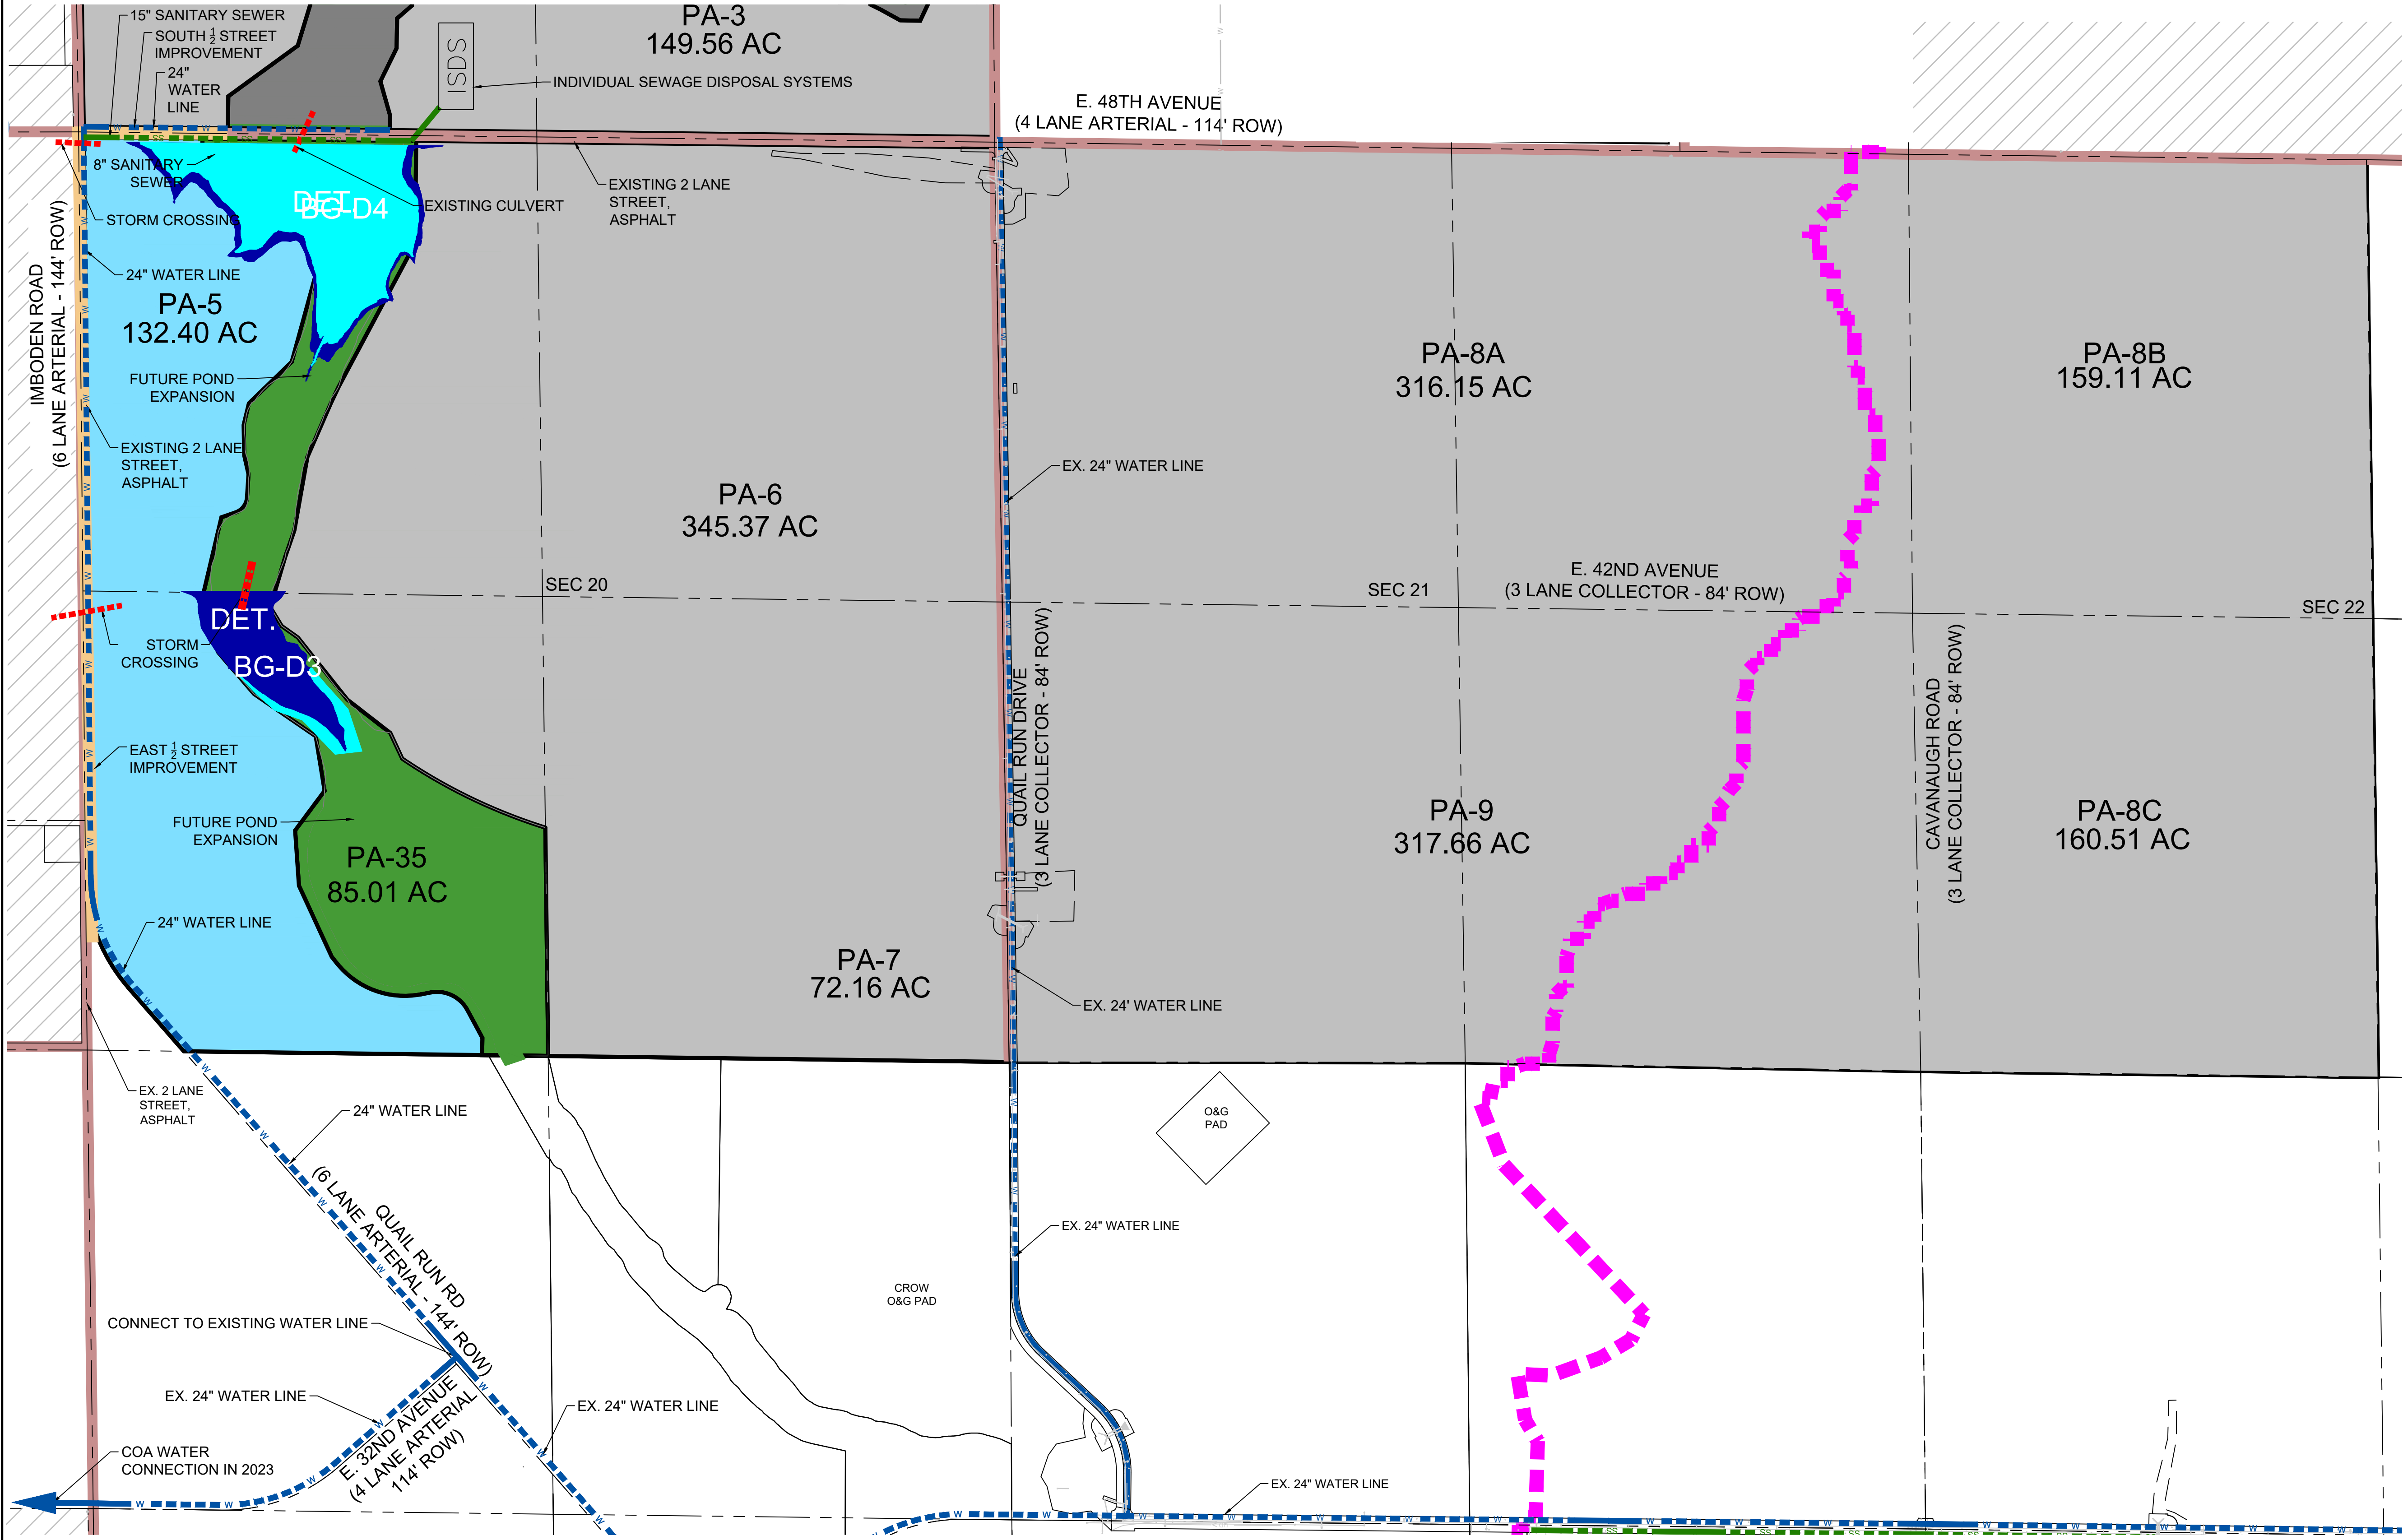 15" SANITARY SEWER
SOUTH 1/2 STREET
IMPROVEMENT
24"
WATER
LINE
ISDS
PA-3
149.56 AC
INDIVIDUAL SEWAGE DISPOSAL SYSTEMS
E. 48TH AVENUE
(4 LANE ARTERIAL - 114' ROW)
8" SANITARY
SEWER
STORM CROSSING
DET.
BG-D4
EXISTING CULVERT
EXISTING 2 LANE
STREET,
ASPHALT
IMBODEN ROAD
(6 LANE ARTERIAL - 144' ROW)
24" WATER LINE
PA-5
132.40 AC
FUTURE POND
EXPANSION
EXISTING 2 LANE
STREET,
ASPHALT
PA-6
345.37 AC
EX. 24" WATER LINE
PA-8A
316.15 AC
PA-8B
159.11 AC
SEC 20
SEC 21
E. 42ND AVENUE
(3 LANE COLLECTOR - 84' ROW)
SEC 22
DET.
STORM
CROSSING
BG-D3
QUAIL RUN DRIVE
(3 LANE COLLECTOR - 84' ROW)
CAVANAUGH ROAD
(3 LANE COLLECTOR - 84' ROW)
EAST 1/2 STREET
IMPROVEMENT
FUTURE POND
EXPANSION
PA-35
85.01 AC
PA-9
317.66 AC
PA-8C
160.51 AC
24" WATER LINE
PA-7
72.16 AC
EX. 24' WATER LINE
EX. 2 LANE
STREET,
ASPHALT
24" WATER LINE
O&G
PAD
QUAIL RUN RD
(6 LANE ARTERIAL - 144' ROW)
EX. 24" WATER LINE
CROW
O&G PAD
CONNECT TO EXISTING WATER LINE
EX. 24" WATER LINE
E. 32ND AVENUE
(4 LANE ARTERIAL
114' ROW)
EX. 24" WATER LINE
COA WATER
CONNECTION IN 2023
EX. 24" WATER LINE